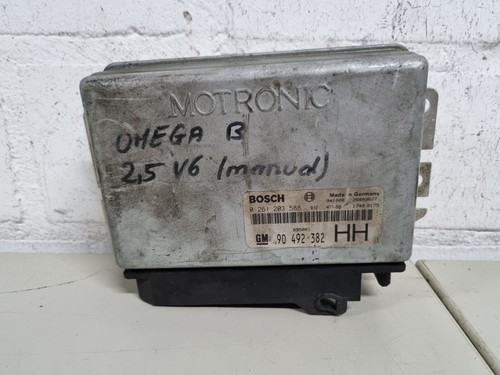 MOTRONIC
OMEGA B
2,5 V6 (manual)
BOSCH Made in Germany
0 261 203 588
GM 90 492-382 HH